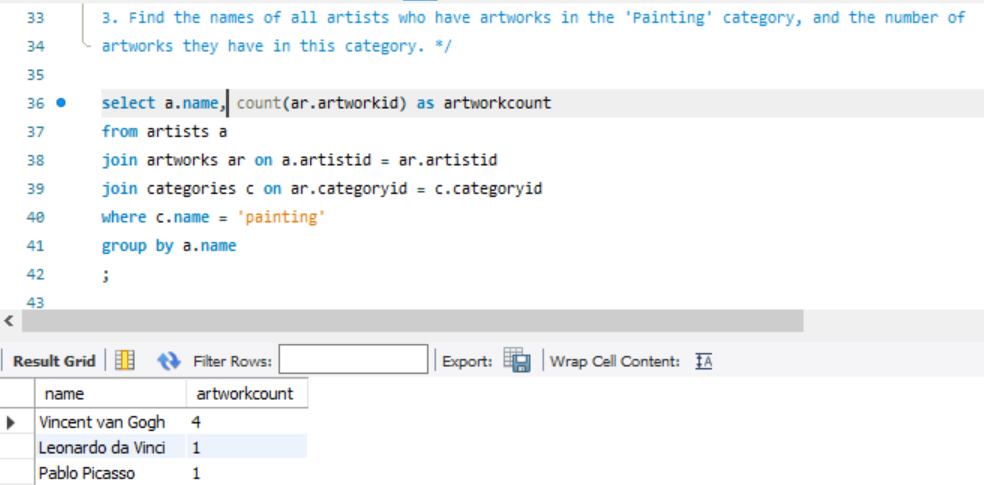 33 3. Find the names of all artists who have artworks in the 'Painting' category, and the number of
34 artworks they have in this category. */
35
36 select a.name, count(ar.artworkid) as artworkcount
37 from artists a
38 join artworks ar on a.artistid = ar.artistid
39 join categories c on ar.categoryid = c.categoryid
40 where c.name = 'painting'
41 group by a.name
42 ;
43
Result Grid Filter Rows: Export: Wrap Cell Content: IA
name artworkcount
Vincent van Gogh 4
Leonardo da Vinci 1
Pablo Picasso 1